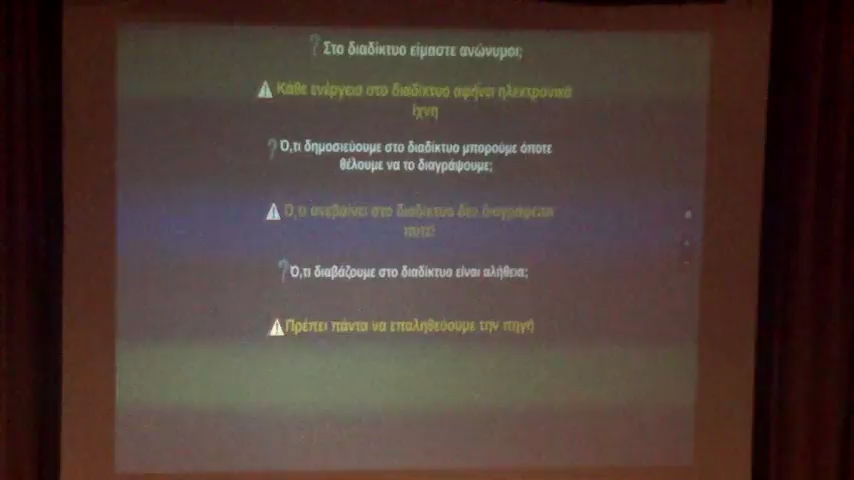 Στο διαδίκτυο είμαστε ανώνυμοι;
Κάθε ενέργεια στο διαδίκτυο αφήνει ηλεκτρονικά
ίχνη
Ό,τι δημοσιεύουμε στο διαδίκτυο μπορούμε όποτε
θέλουμε να το διαγράψουμε;
Ό,τι ανεβαίνει στο διαδίκτυο δεν διαγράφεται
ποτέ!
Ό,τι διαβάζουμε στο διαδίκτυο είναι αλήθεια;
Πρέπει πάντα να επαληθεύουμε την πηγή